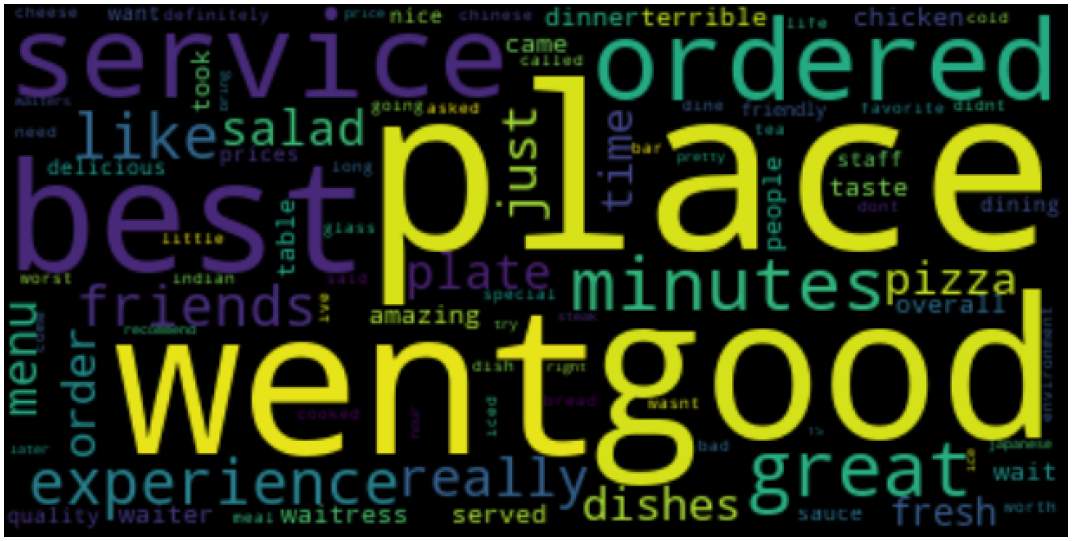 cheese want definitely price nice chinese dinner terrible life chicken cold
service took bring came called ordered
waiters going asked dine friendly favorite didnt
need like salad just time tea
prices bar pretty staff
delicious long place people taste
best table glass dont dining
little
worst indian said plate minutes pizza
friends ive special overall
menu come recommend amazing try steak environment
order went dish right good
cooked hour iced bread wasnt
later bad japanese
experience really great ice wait
quality waiter meal waitress served dishes sauce fresh worth